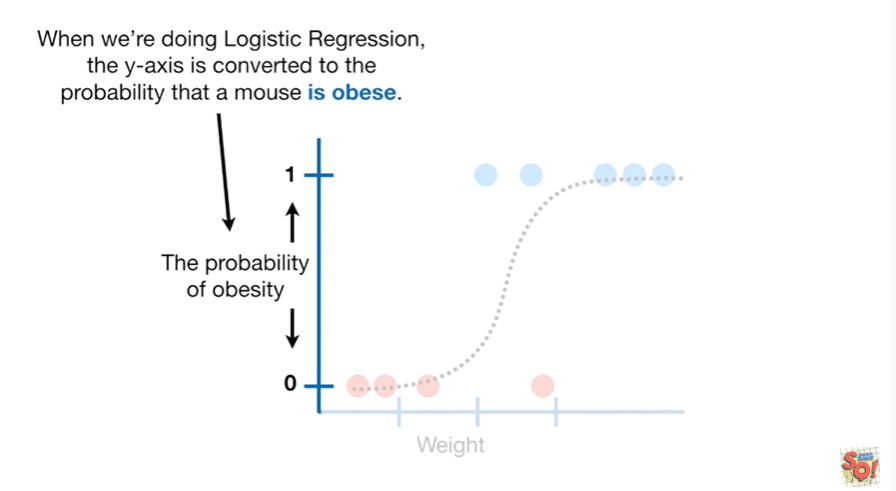 When we're doing Logistic Regression,
the y-axis is converted to the
probability that a mouse is obese.
1
The probability
of obesity
0
Weight
SQ!